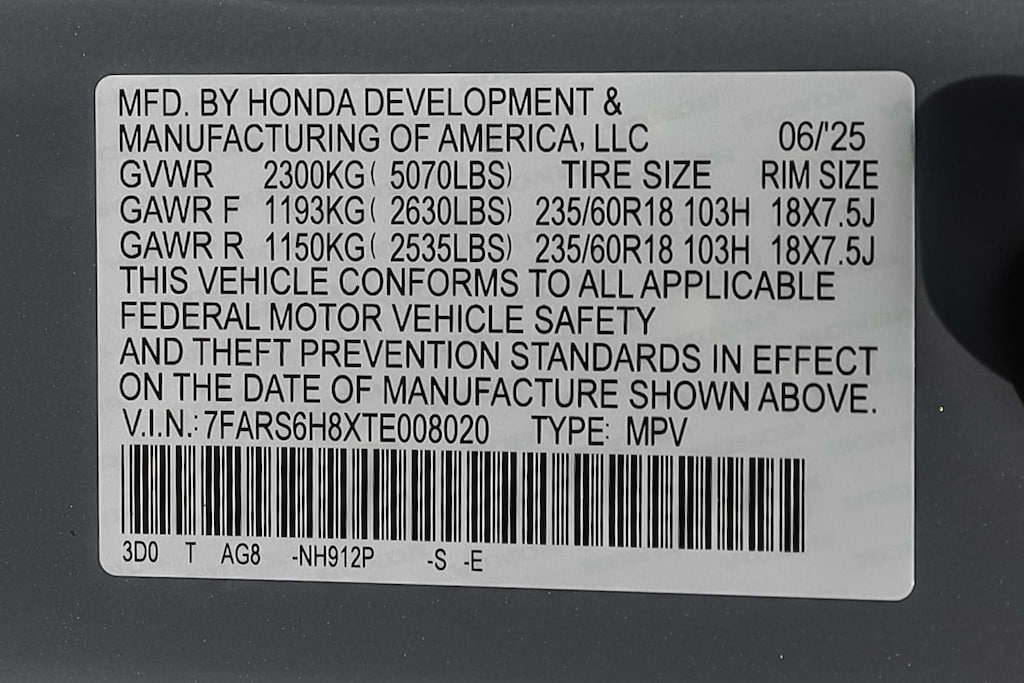 MFD. BY HONDA DEVELOPMENT &
MANUFACTURING OF AMERICA, LLC 06/'25
GVWR 2300KG( 5070LBS) TIRE SIZE RIM SIZE
GAWR F 1193KG( 2630LBS) 235/60R18 103H 18X7.5J
GAWR R 1150KG( 2535LBS) 235/60R18 103H 18X7.5J
THIS VEHICLE CONFORMS TO ALL APPLICABLE
FEDERAL MOTOR VEHICLE SAFETY
AND THEFT PREVENTION STANDARDS IN EFFECT
ON THE DATE OF MANUFACTURE SHOWN ABOVE.
V.I.N.: 7FARS6H8XTE008020 TYPE: MPV
3D0 T AG8 -NH912P -S -E